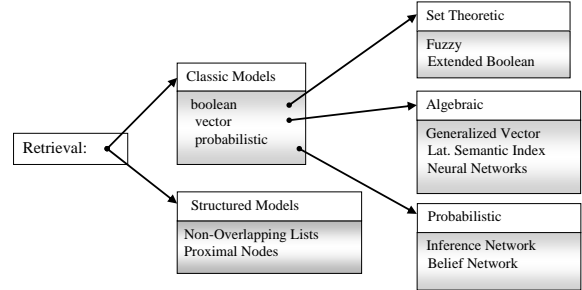 Retrieval:
Classic Models
boolean
vector
probabilistic
Structured Models
Non-Overlapping Lists
Proximal Nodes
Set Theoretic
Fuzzy
Extended Boolean
Algebraic
Generalized Vector
Lat. Semantic Index
Neural Networks
Probabilistic
Inference Network
Belief Network